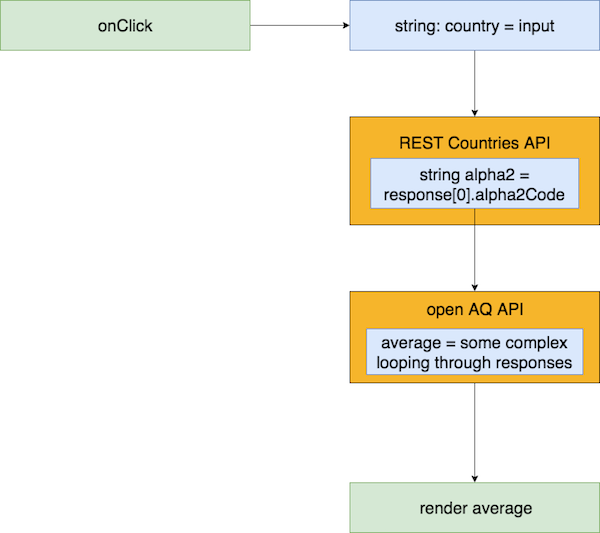 onClick
string: country = input
REST Countries API
string alpha2 =
response[0].alpha2Code
open AQ API
average = some complex
looping through responses
render average